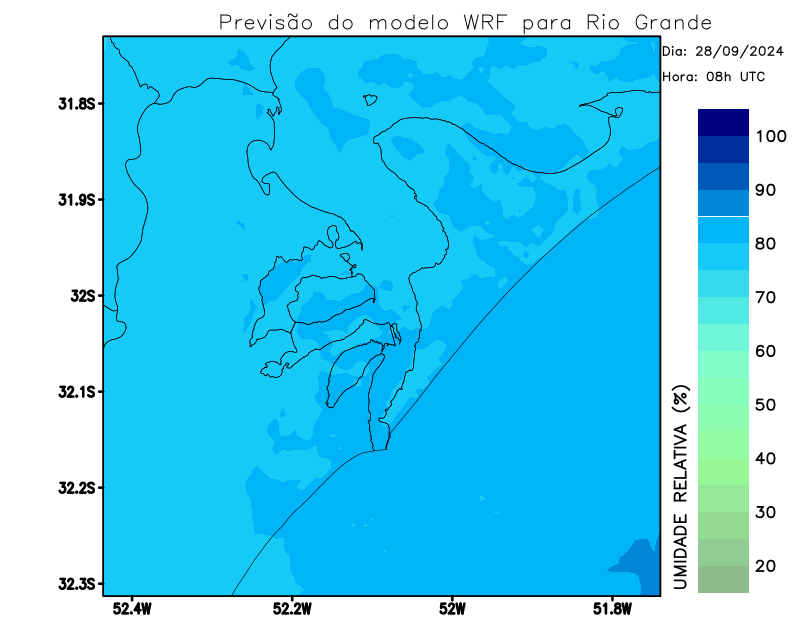 Previsão do modelo WRF para Rio Grande
Dia: 28/09/2024
Hora: 08h UTC
31.8S
31.9S
32S
32.1S
32.2S
32.3S
52.4W
52.2W
52W
51.8W
100
90
80
70
60
50
40
30
20
UMIDADE RELATIVA (%)